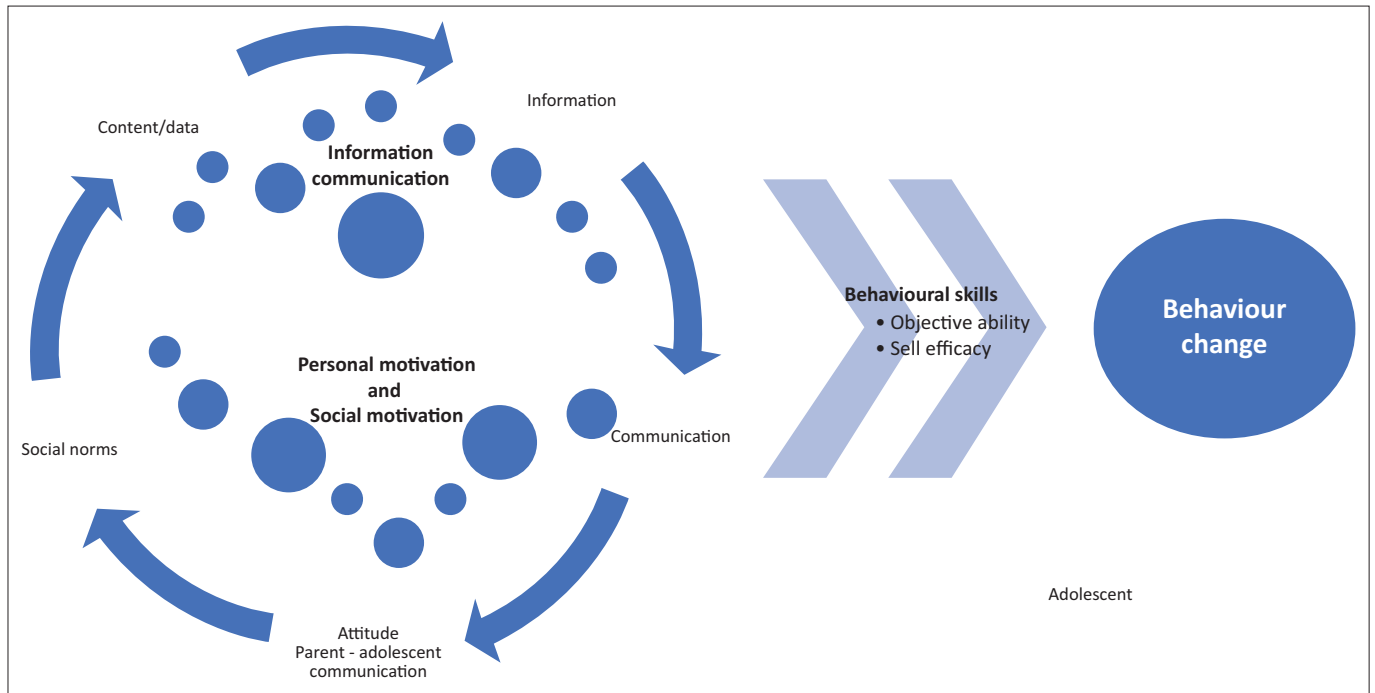 Content/data
Information
Information
communication
Personal motivation
and
Social motivation
Social norms
Communication
Attitude
Parent - adolescent
communication
Behavioural skills
• Objective ability
• Sell efficacy
Behaviour
change
Adolescent